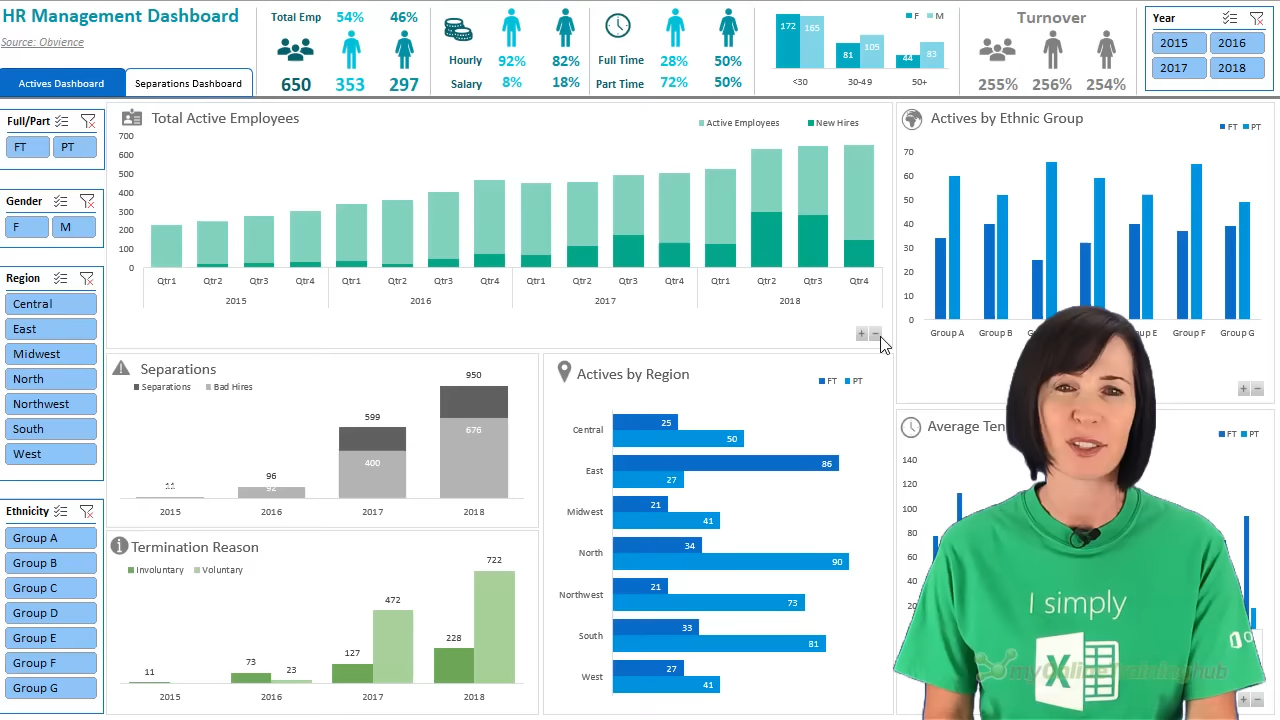 HR Management Dashboard
Source: Obvience
Actives Dashboard
Separations Dashboard
Total Emp 54% 46%
650 353 297
Hourly 92% 82%
Salary 8% 18%
Full Time 28% 50%
Part Time 72% 50%
F M
172 165 81 105 44 83
<30 30-49 50+
Turnover
255% 256% 254%
Year
2015 2016
2017 2018
Full/Part
FT PT
Gender
F M
Region
Central
East
Midwest
North
Northwest
South
West
Ethnicity
Group A
Group B
Group C
Group D
Group E
Group F
Group G
Total Active Employees
Active Employees New Hires
700
600
500
400
300
200
100
0
Qtr1 Qtr2 Qtr3 Qtr4 Qtr1 Qtr2 Qtr3 Qtr4 Qtr1 Qtr2 Qtr3 Qtr4 Qtr1 Qtr2 Qtr3 Qtr4
2015 2016 2017 2018
+ −
Separations
Separations Bad Hires
950
599
676
400
96
92
2015 2016 2017 2018
Termination Reason
Involuntary Voluntary
722
472
228
127
73
23
11
2015 2016 2017 2018
Actives by Region
FT PT
Central 25 50
East 86 27
Midwest 21 41
North 34 90
Northwest 21 73
South 33 81
West 27 41
Actives by Ethnic Group
FT PT
70
60
50
40
30
20
10
0
Group A Group B Group F Group G
+ −
Average Ten
FT PT
140
120
100
80
60
40
20
+ −
I simply
X
myOnlineTrainingHub